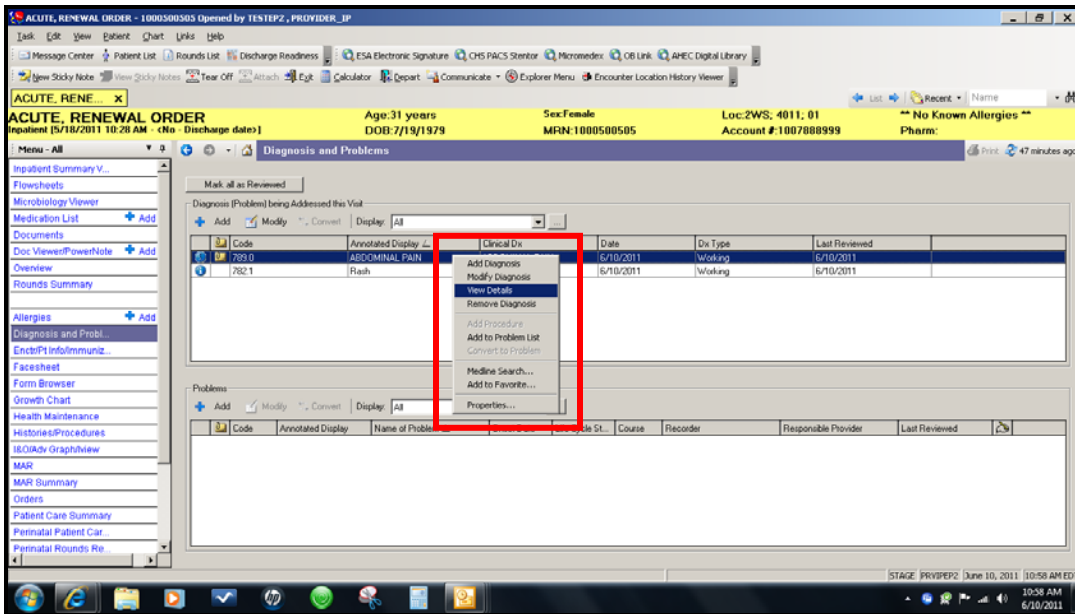 ACUTE, RENEWAL ORDER - 1000500505 Opened by TESTEP2 , PROVIDER_IP
Task Edit View Patient Chart Links Help
Message Center Patient List Rounds List Discharge Readiness ESA Electronic Signature CHS PACS Stentor Micromedex OB Link AHEC Digital Library
New Sticky Note View Sticky Notes Tear Off Attach Exit Calculator Depart Communicate Explorer Menu Encounter Location History Viewer
ACUTE, RENE... x List Recent Name
ACUTE, RENEWAL ORDER Age:31 years Sex:Female Loc:2WS; 4011; 01 ** No Known Allergies **
Inpatient [5/18/2011 10:28 AM - <No - Discharge date>] DOB:7/19/1979 MRN:1000500505 Account #:1007888999 Pharm:
Menu - All Diagnosis and Problems Print 47 minutes ago
Inpatient Summary V...
Flowsheets
Microbiology Viewer
Medication List Add
Documents
Doc Viewer/PowerNote Add
Overview
Rounds Summary
Allergies Add
Diagnosis and Probl...
Enctr/Pt Info/Immuniz...
Facesheet
Form Browser
Growth Chart
Health Maintenance
Histories/Procedures
I&O/Adv Graph/Iview
MAR
MAR Summary
Orders
Patient Care Summary
Perinatal Patient Car...
Perinatal Rounds Re...
Mark all as Reviewed
Diagnosis (Problem) being Addressed this Visit
Add Modify Convert Display: All ...
Code Annotated Display Clinical Dx Date Dx Type Last Reviewed
789.0 ABDOMINAL PAIN 6/10/2011 Working 6/10/2011
782.1 Rash 6/10/2011 Working 6/10/2011
Add Diagnosis
Modify Diagnosis
View Details
Remove Diagnosis
Add Procedure
Add to Problem List
Convert to Problem
Medline Search...
Add to Favorite...
Properties...
Problems
Add Modify Convert Display: All
Code Annotated Display Name of Problem St... Course Recorder Responsible Provider Last Reviewed
STAGE PRVIPEP2 June 10, 2011 10:58 AM ED
10:58 AM
6/10/2011